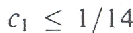 c₁ ≤ 1/14